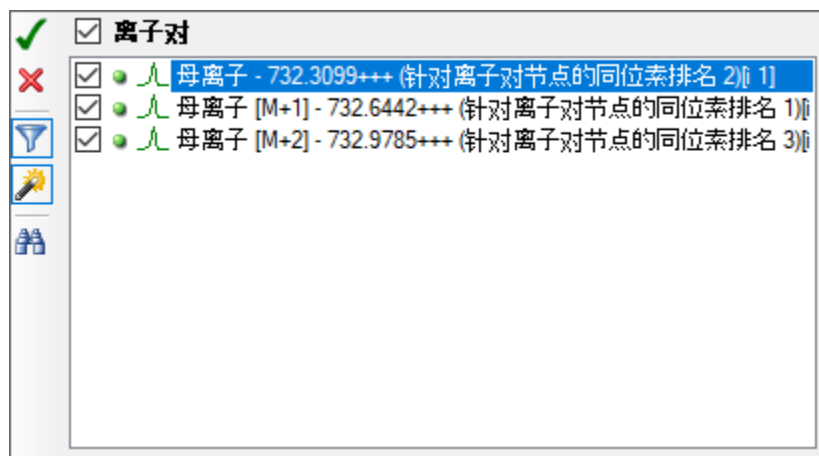 离子对
母离子 - 732.3099+++ (针对离子对节点的同位素排名 2)[i 1]
母离子 [M+1] - 732.6442+++ (针对离子对节点的同位素排名 1)[i
母离子 [M+2] - 732.9785+++ (针对离子对节点的同位素排名 3)[i